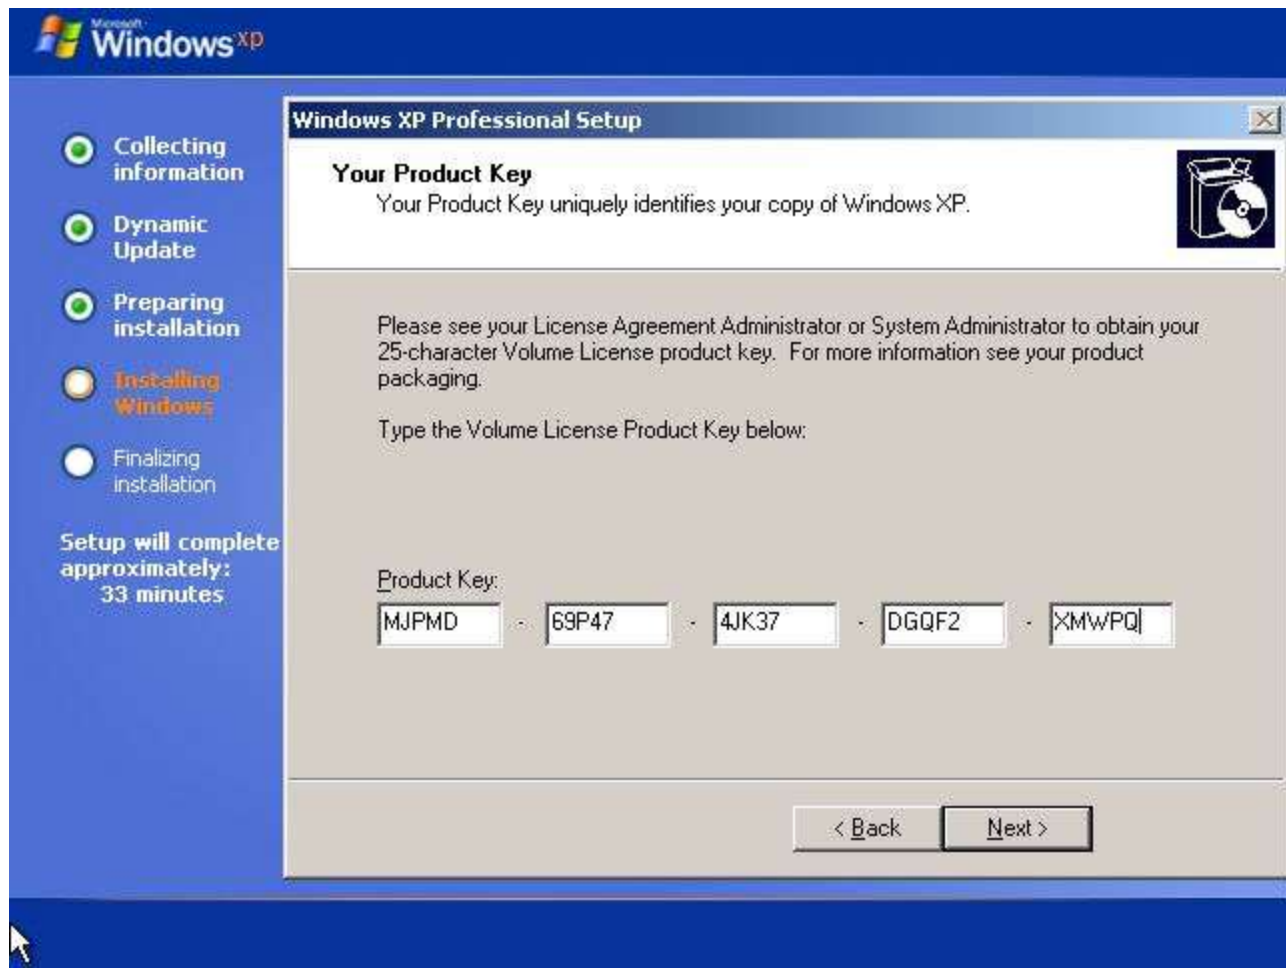 Microsoft
Windows xp
Collecting
information
Dynamic
Update
Preparing
installation
Installing
Windows
Finalizing
installation
Setup will complete
approximately:
33 minutes
Windows XP Professional Setup
Your Product Key
Your Product Key uniquely identifies your copy of Windows XP.
Please see your License Agreement Administrator or System Administrator to obtain your
25-character Volume License product key. For more information see your product
packaging.
Type the Volume License Product Key below:
Product Key:
MJPMD - 69P47 - 4JK37 - DGQF2 - XMWPQ
< Back Next >